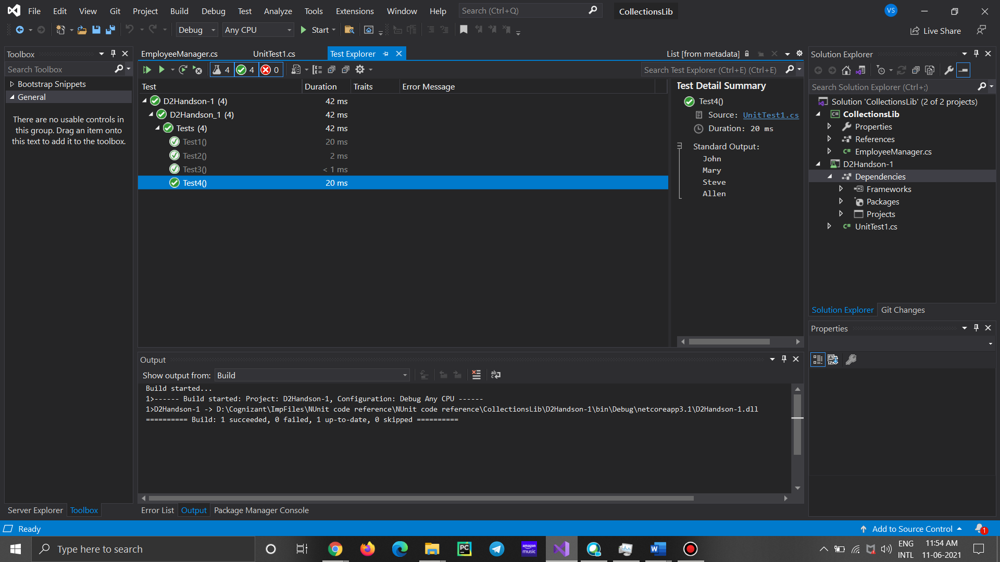 File Edit View Git Project Build Debug Test Analyze Tools Extensions Window Help Search (Ctrl+Q) CollectionsLib VS
Debug Any CPU Start Live Share
Toolbox
Search Toolbox
Bootstrap Snippets
General
There are no usable controls in
this group. Drag an item onto
this text to add it to the toolbox.
Server Explorer Toolbox
EmployeeManager.cs UnitTest1.cs Test Explorer List [from metadata]
4 4 0 Search Test Explorer (Ctrl+E) (Ctrl+E)
Test Duration Traits Error Message
D2Handson-1 (4) 42 ms
D2Handson_1 (4) 42 ms
Tests (4) 42 ms
Test1() 20 ms
Test2() 2 ms
Test3() < 1 ms
Test4() 20 ms
Test Detail Summary
Test4()
Source: UnitTest1.cs
Duration: 20 ms
Standard Output:
John
Mary
Steve
Allen
Output
Show output from: Build
Build started...
1>------ Build started: Project: D2Handson-1, Configuration: Debug Any CPU ------
1>D2Handson-1 -> D:\Cognizant\ImpFiles\NUnit code reference\NUnit code reference\CollectionsLib\D2Handson-1\bin\Debug\netcoreapp3.1\D2Handson-1.dll
========== Build: 1 succeeded, 0 failed, 1 up-to-date, 0 skipped ==========
Error List Output Package Manager Console
Solution Explorer
Search Solution Explorer (Ctrl+;)
Solution 'CollectionsLib' (2 of 2 projects)
C# CollectionsLib
Properties
References
C# EmployeeManager.cs
D2Handson-1
Dependencies
Frameworks
Packages
Projects
C# UnitTest1.cs
Solution Explorer Git Changes
Properties
Ready Add to Source Control 1
Type here to search PC amazon music W ENG 11:54 AM
INTL 11-06-2021